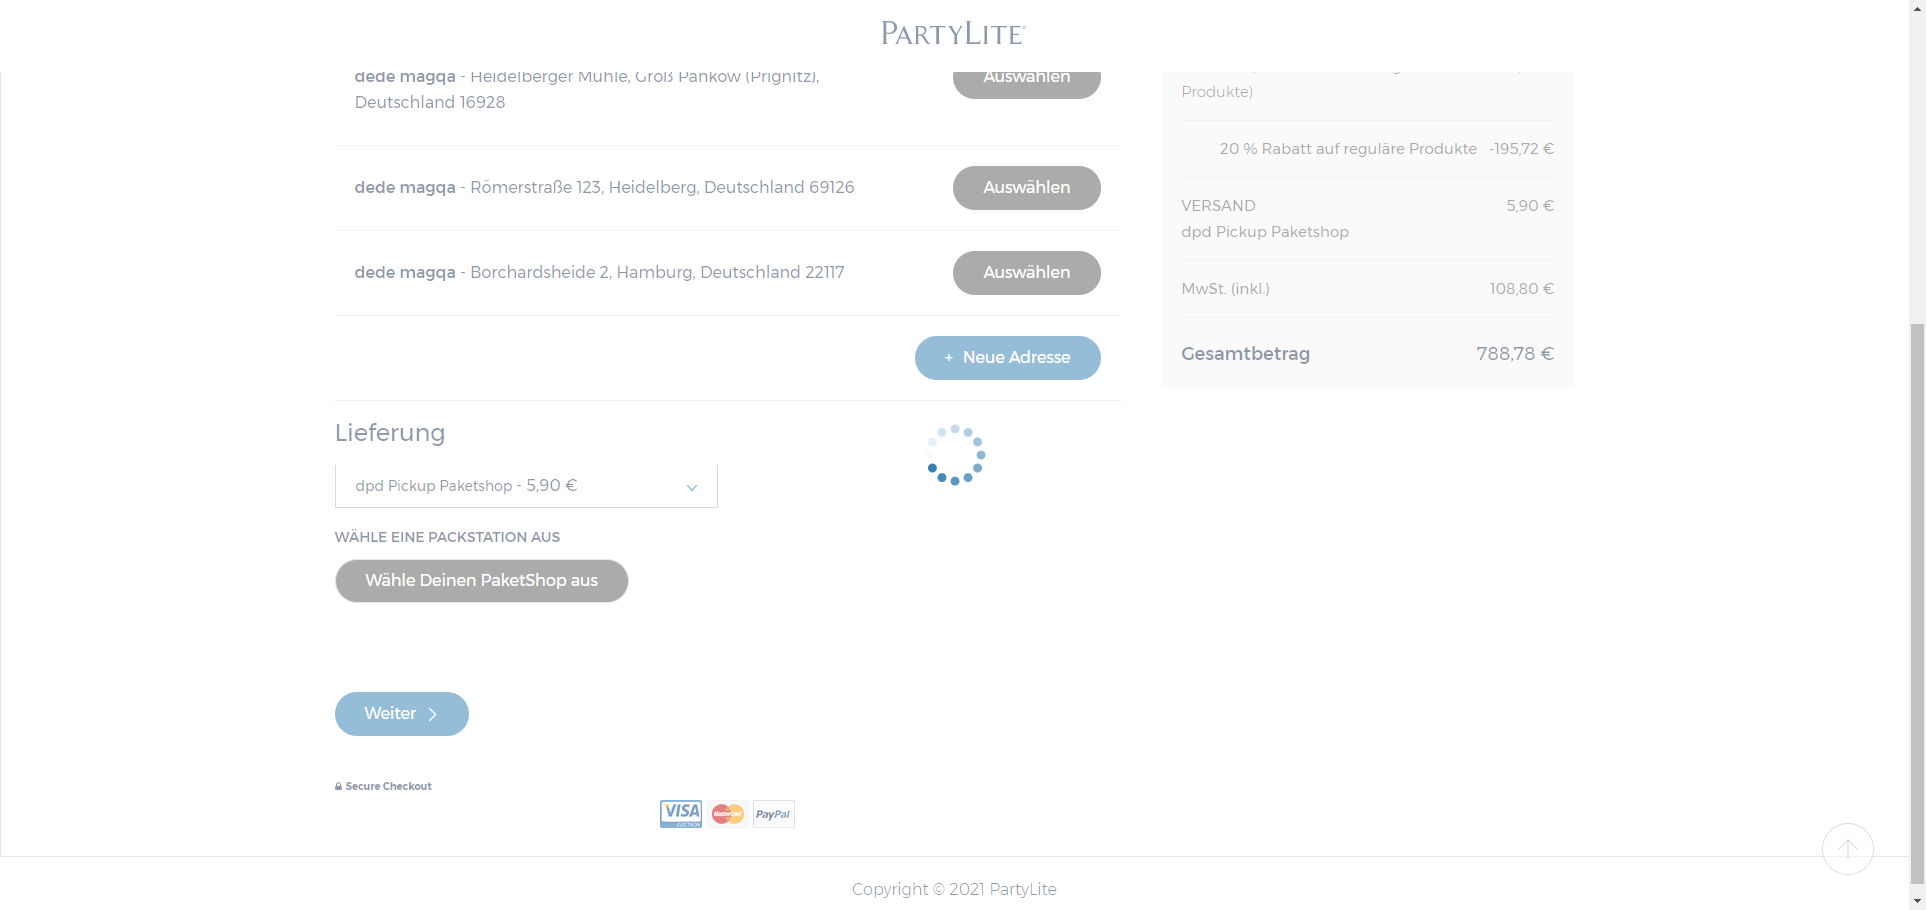 PARTYLITE
dede magqa - Heidelberger Mühle, Groß Pankow (Prignitz),
Deutschland 16928
Auswählen
dede magqa - Römerstraße 123, Heidelberg, Deutschland 69126
Auswählen
dede magqa - Borchardsheide 2, Hamburg, Deutschland 22117
Auswählen
+ Neue Adresse
Lieferung
dpd Pickup Paketshop - 5,90 €
WÄHLE EINE PACKSTATION AUS
Wähle Deinen PaketShop aus
Weiter
Secure Checkout
VISA
ELECTRON
MasterCard
PayPal
Produkte)
20 % Rabatt auf reguläre Produkte -195,72 €
VERSAND 5,90 €
dpd Pickup Paketshop
MwSt. (inkl.) 108,80 €
Gesamtbetrag 788,78 €
Copyright © 2021 PartyLite